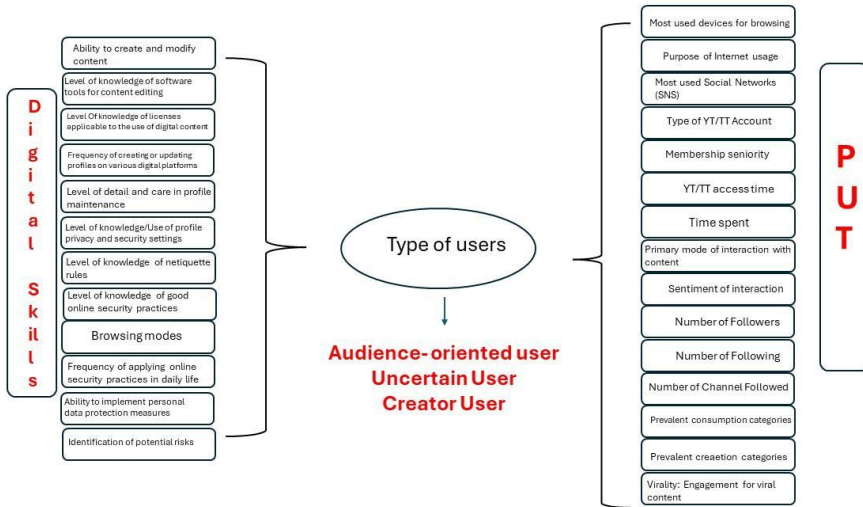 Digital Skills
Ability to create and modify
content
Level of knowledge of software
tools for content editing
Level Of knowledge of licenses
applicable to the use of digital content
Frequency of creating or updating
profiles on various digital platforms
Level of detail and care in profile
maintenance
Level of knowledge/Use of profile
privacy and security settings
Level of knowledge of netiquette
rules
Level of knowledge of good
online security practices
Browsing modes
Frequency of applying online
security practices in daily life
Ability to implement personal
data protection measures
Identification of potential risks
Type of users
Audience-oriented user
Uncertain User
Creator User
Most used devices for browsing
Purpose of Internet usage
Most used Social Networks
(SNS)
Type of YT/TT Account
Membership seniority
YT/TT access time
Time spent
Primary mode of interaction with
content
Sentiment of interaction
Number of Followers
Number of Following
Number of Channel Followed
Prevalent consumption categories
Prevalent creaetion categories
Virality: Engagement for viral
content
PUT